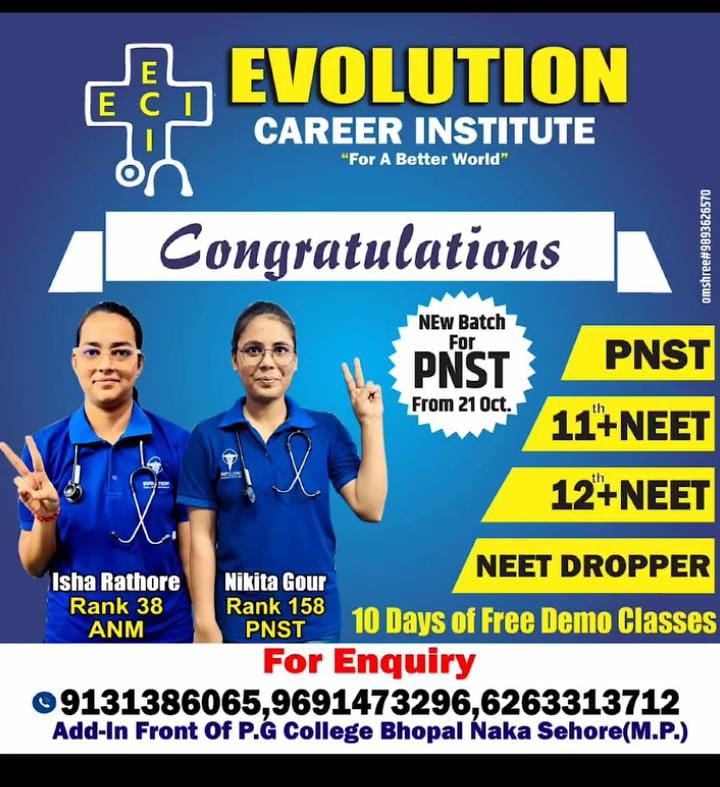 E
E C I
I
EVOLUTION
CAREER INSTITUTE
"For A Better World"
omshree#9893626570
Congratulations
NEw Batch
For
PNST
From 21 Oct.
PNST
11th+NEET
12th+NEET
NEET DROPPER
Isha Rathore
Rank 38
ANM
Nikita Gour
Rank 158
PNST
10 Days of Free Demo Classes
For Enquiry
9131386065,9691473296,6263313712
Add-In Front Of P.G College Bhopal Naka Sehore(M.P.)